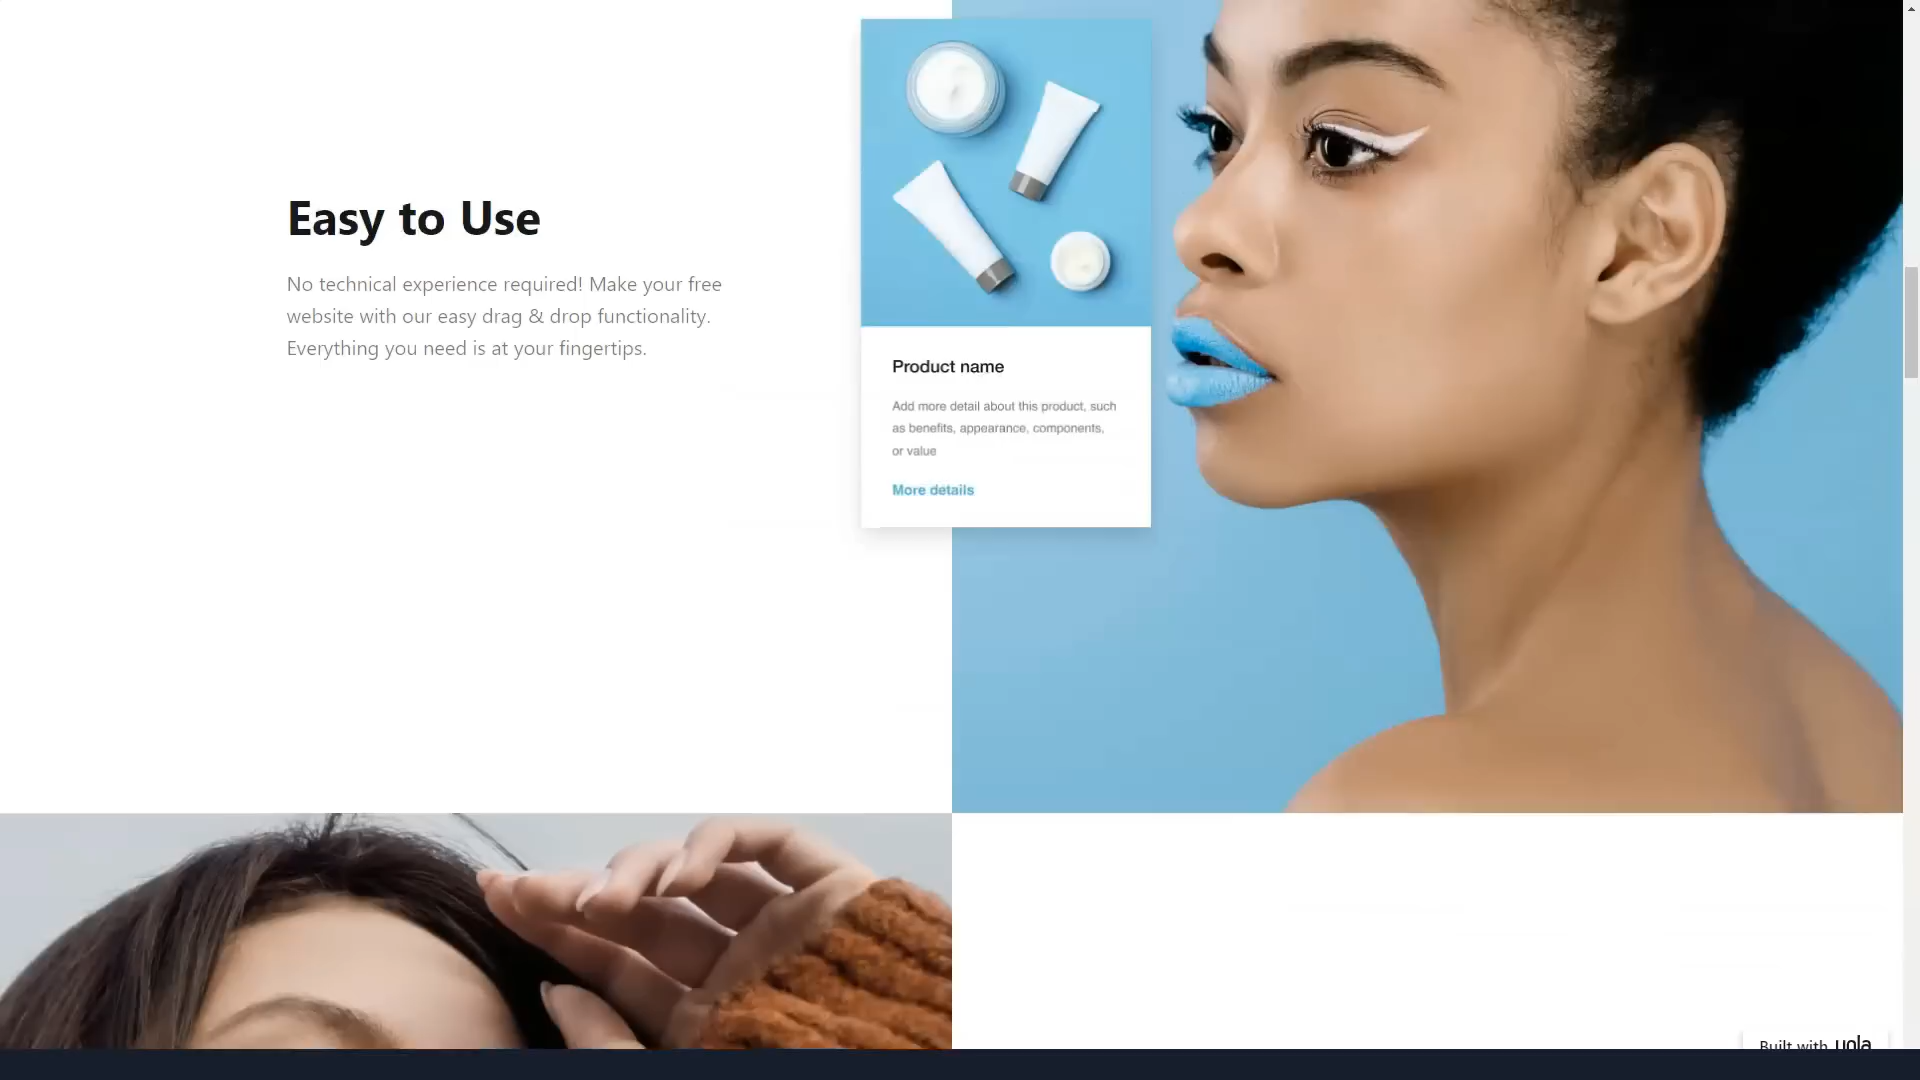 Easy to Use
No technical experience required! Make your free
website with our easy drag & drop functionality.
Everything you need is at your fingertips.
Product name
Add more detail about this product, such
as benefits, appearance, components,
or value
More details
Built with yola